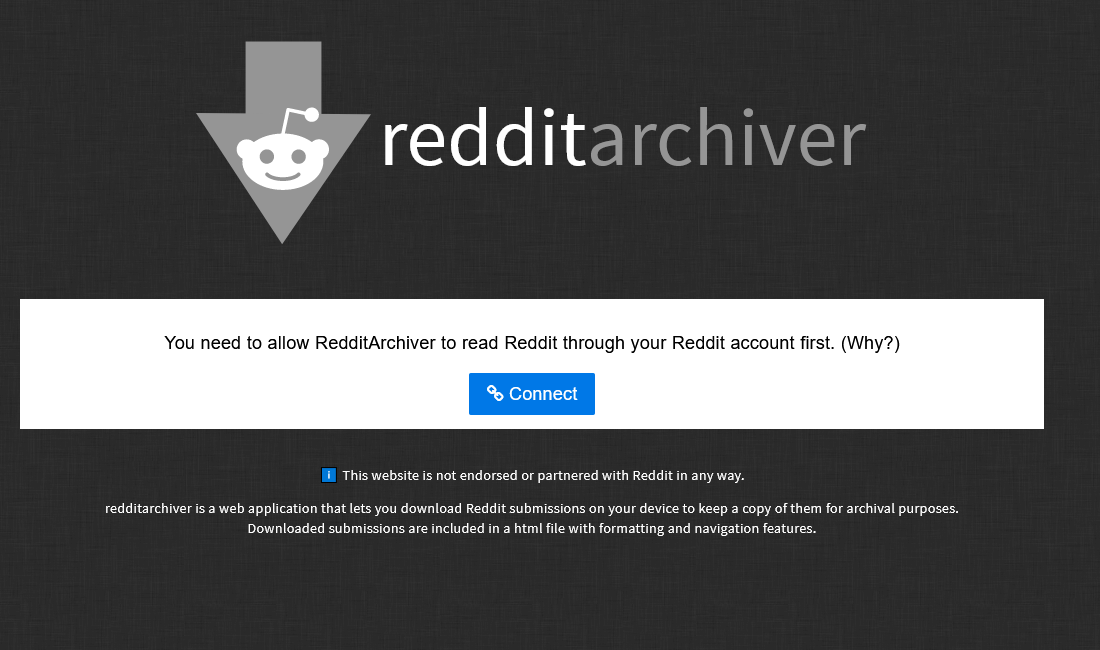 redditarchiver
You need to allow RedditArchiver to read Reddit through your Reddit account first. (Why?)
Connect
i This website is not endorsed or partnered with Reddit in any way.
redditarchiver is a web application that lets you download Reddit submissions on your device to keep a copy of them for archival purposes.
Downloaded submissions are included in a html file with formatting and navigation features.